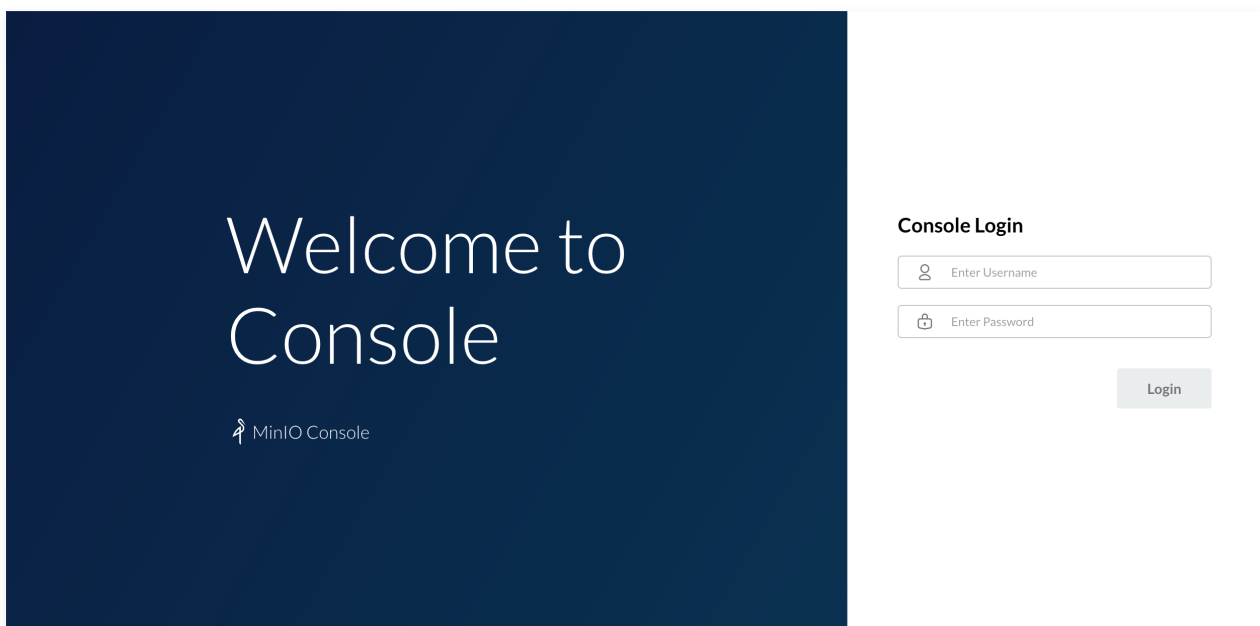 Welcome to
Console
MinIO Console
Console Login
Enter Username
Enter Password
Login